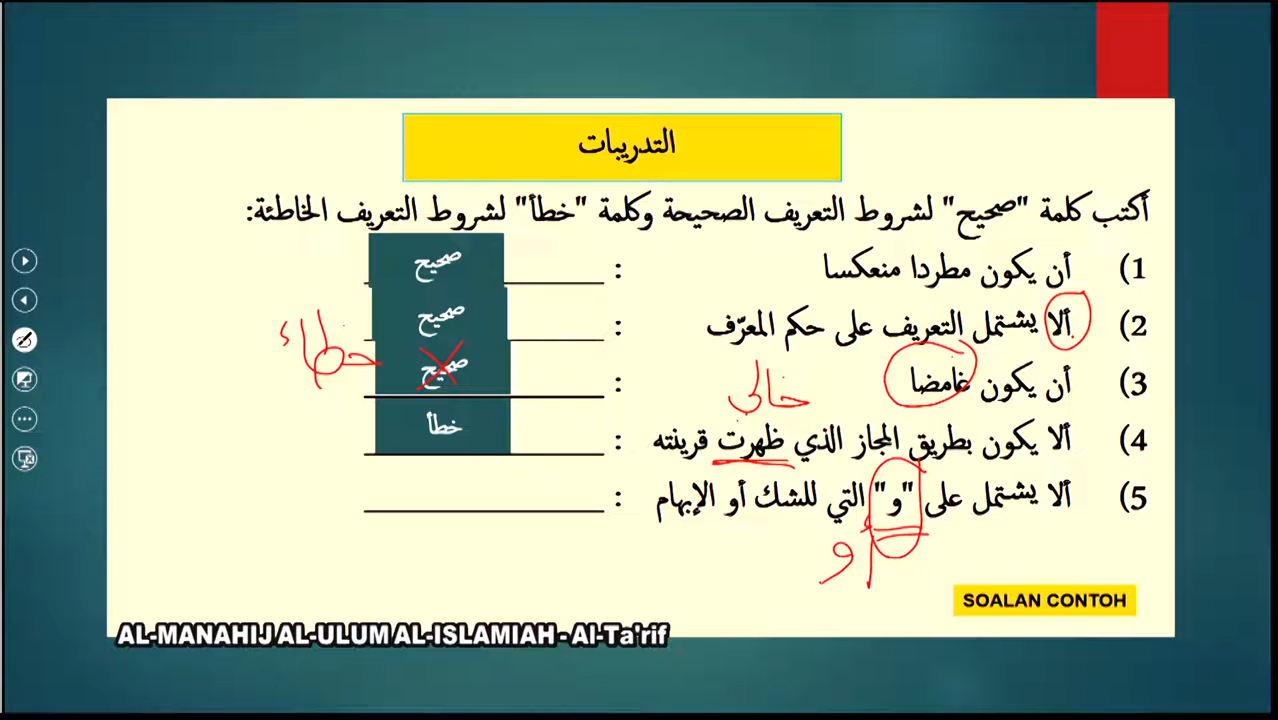 التدريبات
أكتب كلمة "صحيح" لشروط التعريف الصحيحة وكلمة "خطأ" لشروط التعريف الخاطئة:
1) أن يكون مطردا منعكسا : صحيح
2) ألا يشتمل التعريف على حكم المعرّف : صحيح
3) أن يكون غامضا : صحيح خطاء
خالي
4) ألا يكون بطريق المجاز الذي ظهرت قرينته : خطأ
5) ألا يشتمل على "و" التي للشك أو الإبهام :
أو
SOALAN CONTOH
AL-MANAHIJ AL-ULUM AL-ISLAMIAH - Al-Ta'rif